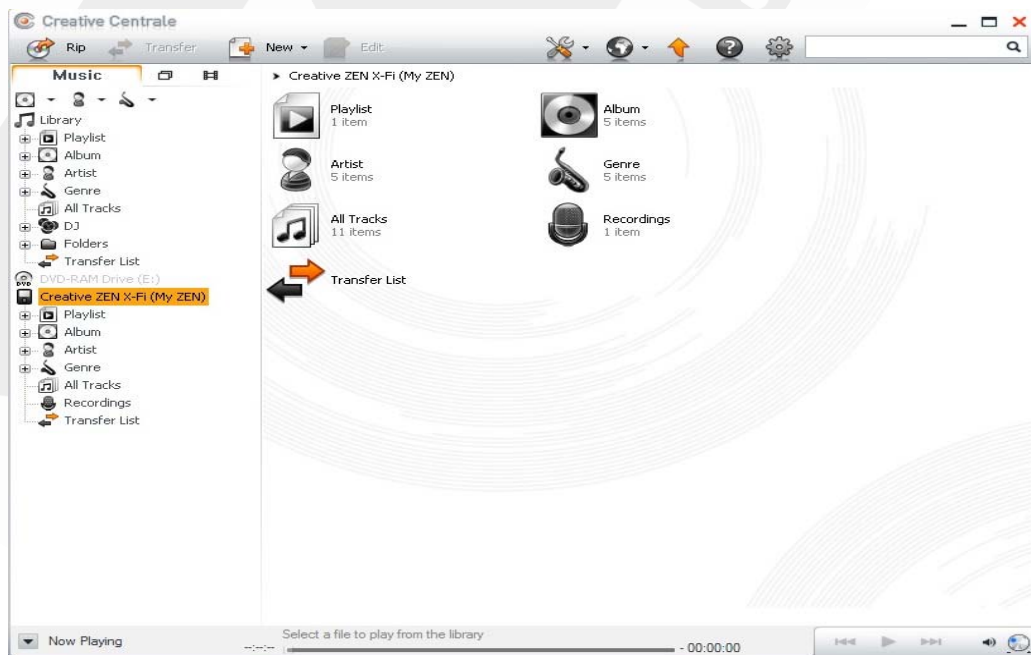 Creative Centrale
Rip Transfer New Edit
Music
Library
Playlist
Album
Artist
Genre
All Tracks
DJ
Folders
Transfer List
DVD-RAM Drive (E:)
Creative ZEN X-Fi (My ZEN)
Playlist
Album
Artist
Genre
All Tracks
Recordings
Transfer List
Creative ZEN X-Fi (My ZEN)
Playlist
1 item
Album
5 items
Artist
5 items
Genre
5 items
All Tracks
11 items
Recordings
1 item
Transfer List
Now Playing
Select a file to play from the library
--:--
- 00:00:00